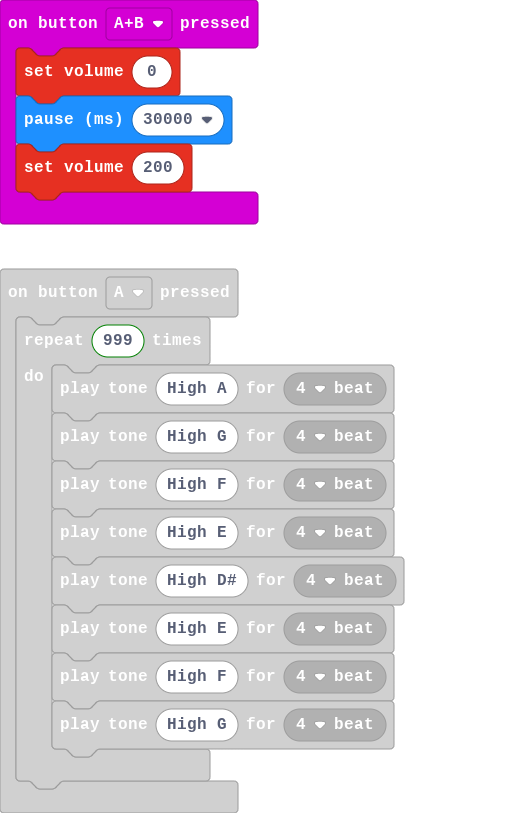 on button A+B pressed
set volume 0
pause (ms) 30000
set volume 200
on button A pressed
repeat 999 times
do
play tone High A for 4 beat
play tone High G for 4 beat
play tone High F for 4 beat
play tone High E for 4 beat
play tone High D# for 4 beat
play tone High E for 4 beat
play tone High F for 4 beat
play tone High G for 4 beat